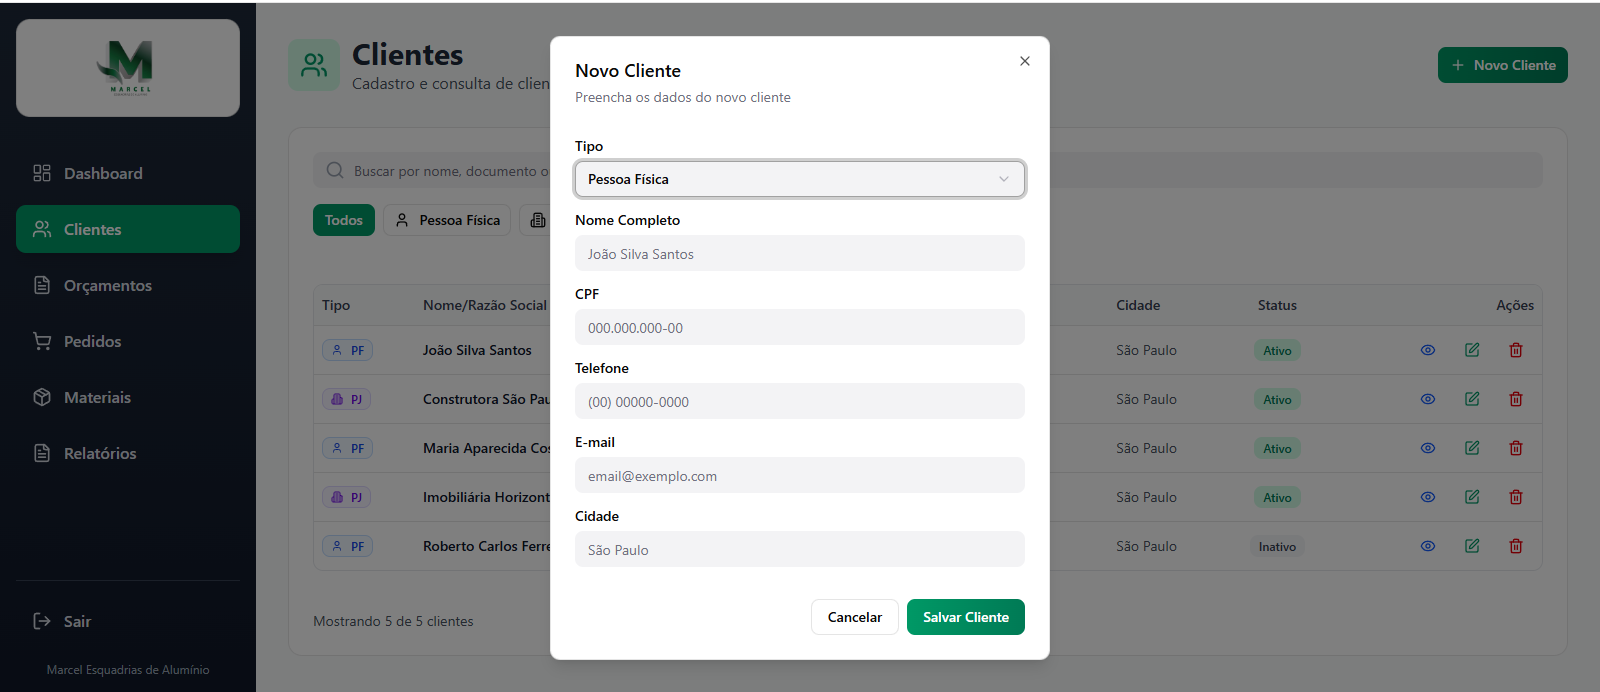 MARCEL
Dashboard
Clientes
Orçamentos
Pedidos
Materiais
Relatórios
Sair
Marcel Esquadrias de Alumínio
Clientes
Cadastro e consulta de clien
Novo Cliente
Buscar por nome, documento o
Todos
Pessoa Física
Tipo Nome/Razão Social Cidade Status Ações
PF João Silva Santos São Paulo Ativo
PJ Construtora São Pau São Paulo Ativo
PF Maria Aparecida Cos São Paulo Ativo
PJ Imobiliária Horizont São Paulo Ativo
PF Roberto Carlos Ferre São Paulo Inativo
Mostrando 5 de 5 clientes
Novo Cliente
Preencha os dados do novo cliente
Tipo
Pessoa Física
Nome Completo
João Silva Santos
CPF
000.000.000-00
Telefone
(00) 00000-0000
E-mail
email@exemplo.com
Cidade
São Paulo
Cancelar
Salvar Cliente